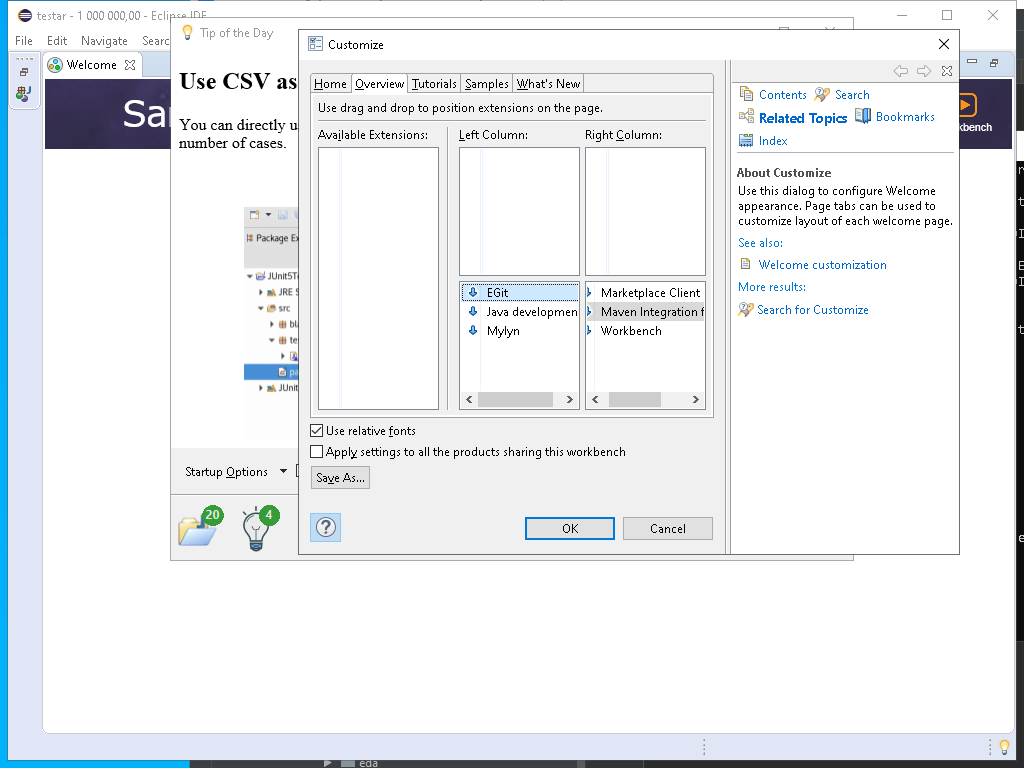 testar - 1 000 000,00 - Eclipse IDE
File Edit Navigate Searc
Tip of the Day
Welcome
Sa
kbench
Use CSV as
You can directly u
number of cases.
Package Ex
JUnit5T
JRE S
src
bl
te
pa
JUnit
Startup Options
20
4
Customize
Home Overview Tutorials Samples What's New
Use drag and drop to position extensions on the page.
Available Extensions: Left Column: Right Column:
EGit
Java developmen
Mylyn
Marketplace Client
Maven Integration f
Workbench
Use relative fonts
Apply settings to all the products sharing this workbench
Save As...
OK Cancel
Contents Search
Related Topics Bookmarks
Index
About Customize
Use this dialog to configure Welcome
appearance. Page tabs can be used to
customize layout of each welcome page.
See also:
Welcome customization
More results:
Search for Customize
eda